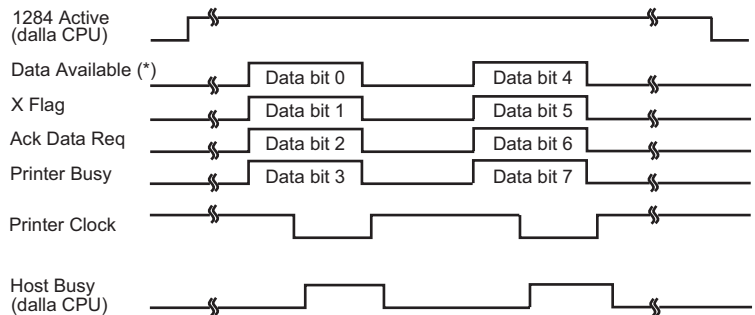 1284 Active
(dalla CPU)
Data Available (*)
Data bit 0
Data bit 4
X Flag
Data bit 1
Data bit 5
Ack Data Req
Data bit 2
Data bit 6
Printer Busy
Data bit 3
Data bit 7
Printer Clock
Host Busy
(dalla CPU)